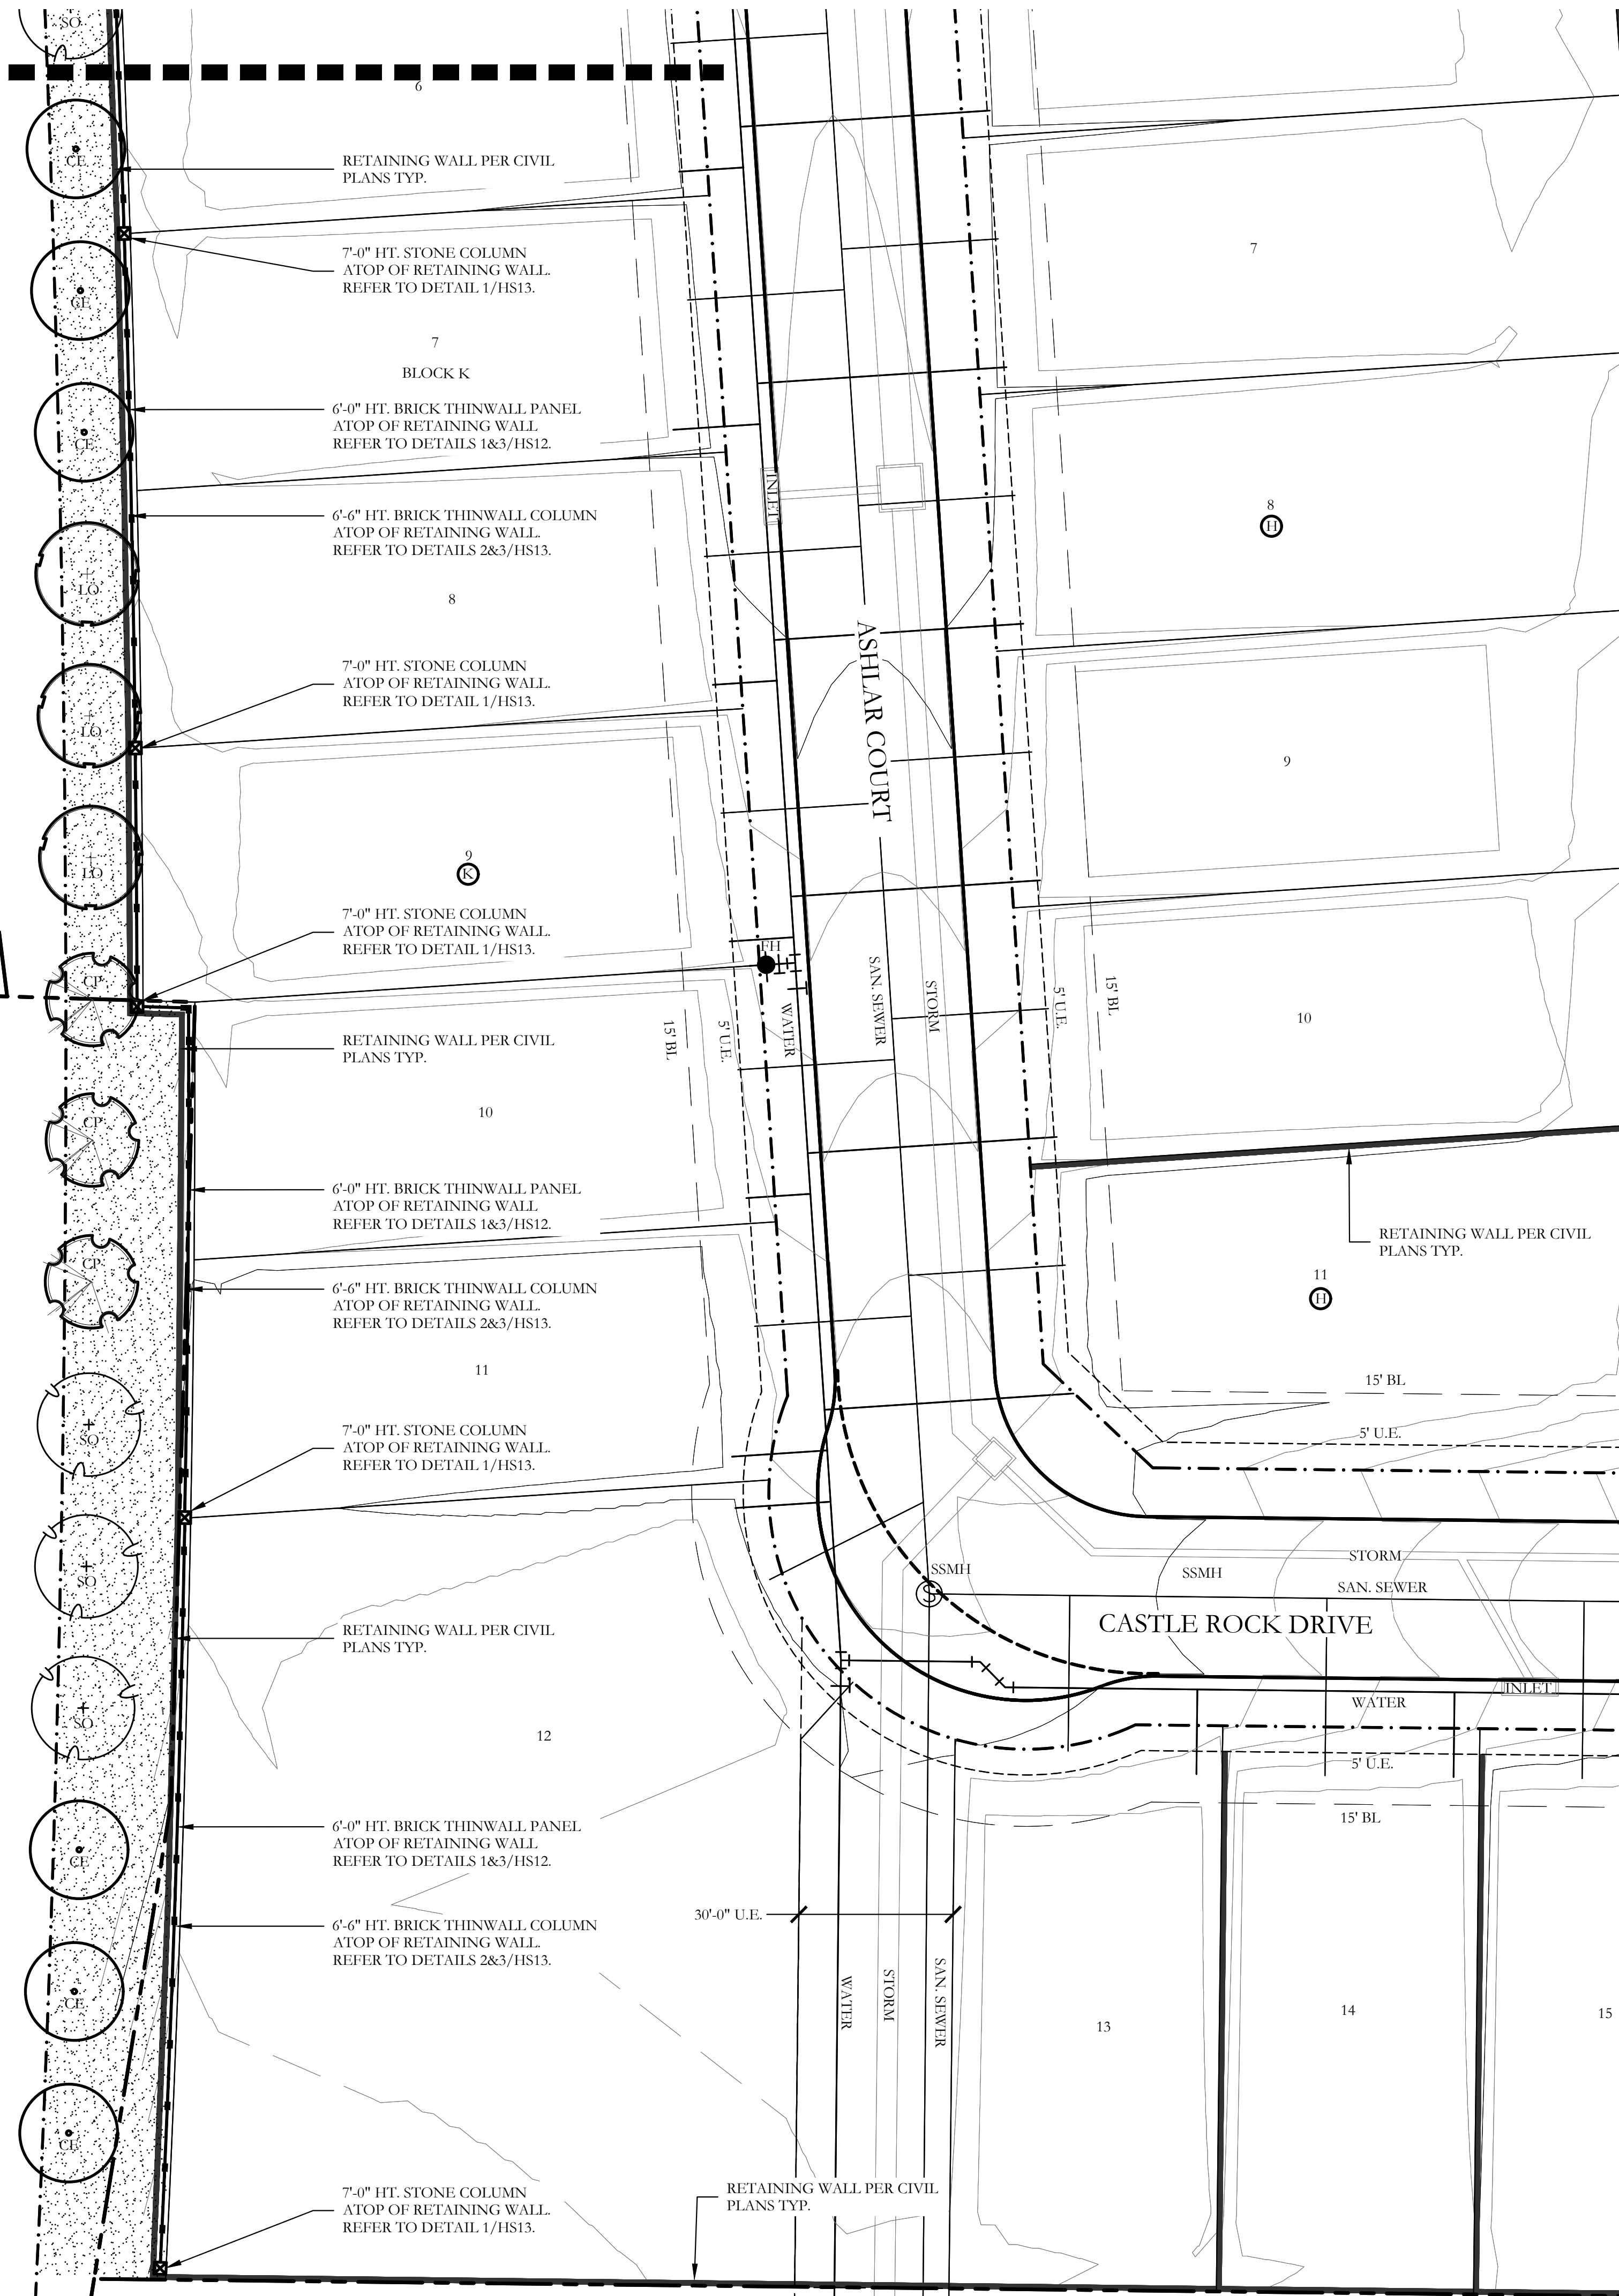 SO
6
CE
RETAINING WALL PER CIVIL
PLANS TYP.
7'-0" HT. STONE COLUMN
ATOP OF RETAINING WALL.
REFER TO DETAIL 1/HS13.
7
CE
7
BLOCK K
6'-0" HT. BRICK THINWALL PANEL
ATOP OF RETAINING WALL
REFER TO DETAILS 1&3/HS12.
CE
INLET
6'-6" HT. BRICK THINWALL COLUMN
ATOP OF RETAINING WALL.
REFER TO DETAILS 2&3/HS13.
8
H
LO
8
ASHLAR COURT
7'-0" HT. STONE COLUMN
ATOP OF RETAINING WALL.
REFER TO DETAIL 1/HS13.
LO
9
9
K
LO
7'-0" HT. STONE COLUMN
ATOP OF RETAINING WALL.
REFER TO DETAIL 1/HS13.
FH
CP
15' BL
5' U.E.
WATER
SAN. SEWER
STORM
5' U.E.
15' BL
10
RETAINING WALL PER CIVIL
PLANS TYP.
10
CP
6'-0" HT. BRICK THINWALL PANEL
ATOP OF RETAINING WALL
REFER TO DETAILS 1&3/HS12.
RETAINING WALL PER CIVIL
PLANS TYP.
CP
11
H
6'-6" HT. BRICK THINWALL COLUMN
ATOP OF RETAINING WALL.
REFER TO DETAILS 2&3/HS13.
11
15' BL
7'-0" HT. STONE COLUMN
ATOP OF RETAINING WALL.
REFER TO DETAIL 1/HS13.
SO
5' U.E.
STORM
SSMH
SSMH
S
SAN. SEWER
SO
CASTLE ROCK DRIVE
RETAINING WALL PER CIVIL
PLANS TYP.
INLET
WATER
SO
12
5' U.E.
15' BL
6'-0" HT. BRICK THINWALL PANEL
ATOP OF RETAINING WALL
REFER TO DETAILS 1&3/HS12.
CE
30'-0" U.E.
6'-6" HT. BRICK THINWALL COLUMN
ATOP OF RETAINING WALL.
REFER TO DETAILS 2&3/HS13.
CE
WATER
STORM
SAN. SEWER
13
14
15
CE
7'-0" HT. STONE COLUMN
ATOP OF RETAINING WALL.
REFER TO DETAIL 1/HS13.
RETAINING WALL PER CIVIL
PLANS TYP.